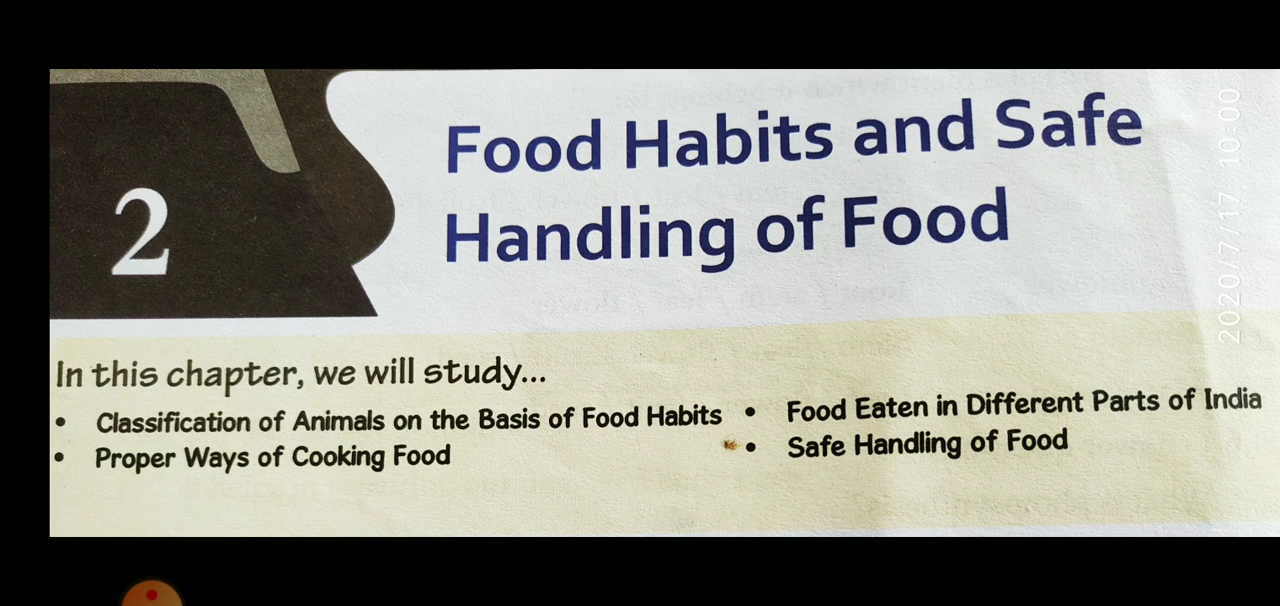 2
Food Habits and Safe
Handling of Food
In this chapter, we will study...
• Classification of Animals on the Basis of Food Habits
• Proper Ways of Cooking Food
• Food Eaten in Different Parts of India
• Safe Handling of Food
2020/7/17 10:00